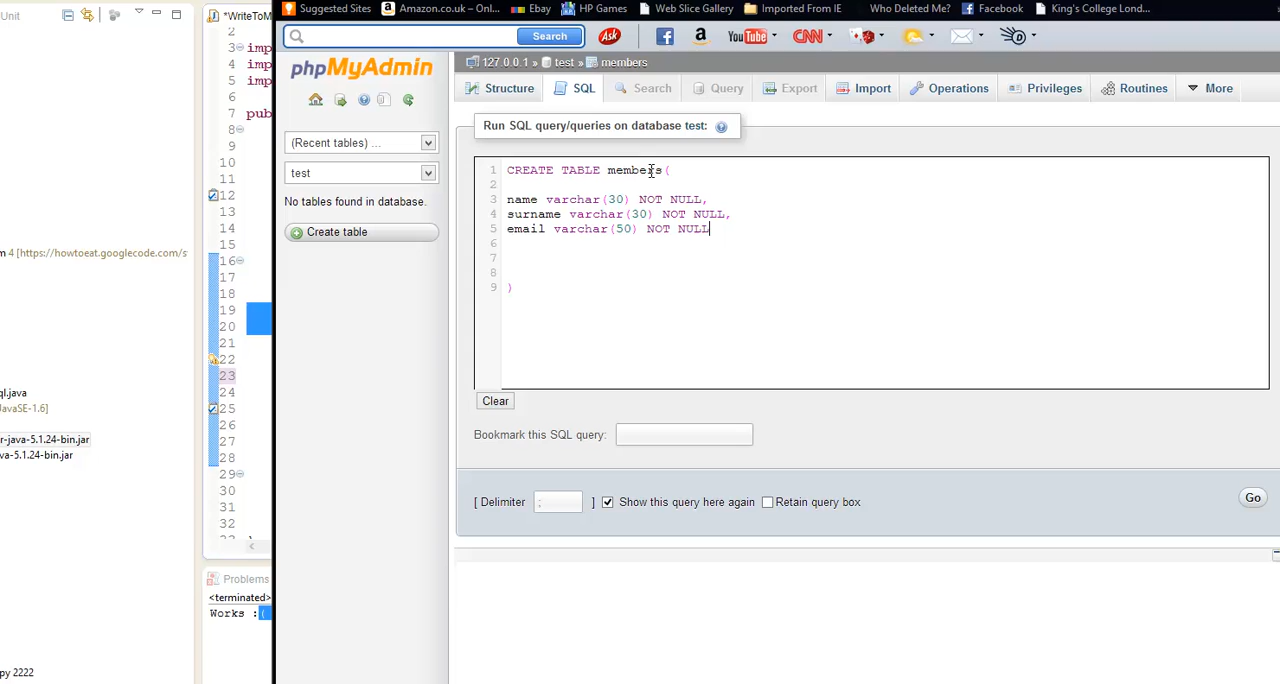 Suggested Sites
Amazon.co.uk – Onl...
Ebay
HP Games
Web Slice Gallery
Imported From IE
Who Deleted Me?
Facebook
King's College Lond...
Unit
*WriteToM
Search
Ask
You Tube
CNN
phpMyAdmin
127.0.0.1 » test » members
Structure
SQL
Search
Query
Export
Import
Operations
Privileges
Routines
More
Run SQL query/queries on database test:
(Recent tables) ...
test
No tables found in database.
Create table
1 CREATE TABLE members(
2
3 name varchar(30) NOT NULL,
4 surname varchar(30) NOT NULL,
5 email varchar(50) NOT NULL
6
7
8
9 )
Clear
Bookmark this SQL query:
[ Delimiter ; ]
Show this query here again
Retain query box
Go
2
3 imp
4 imp
5 imp
6
7 pub
8
9
10
11
12
13
14
15
16
17
18
19
20
21
22
23
24
25
26
27
28
29
30
31
32
m 4 [https://howtoeat.googlecode.com/s
ql.java
JavaSE-1.6]
r-java-5.1.24-bin.jar
va-5.1.24-bin.jar
py 2222
Problems
<terminated>
Works :(